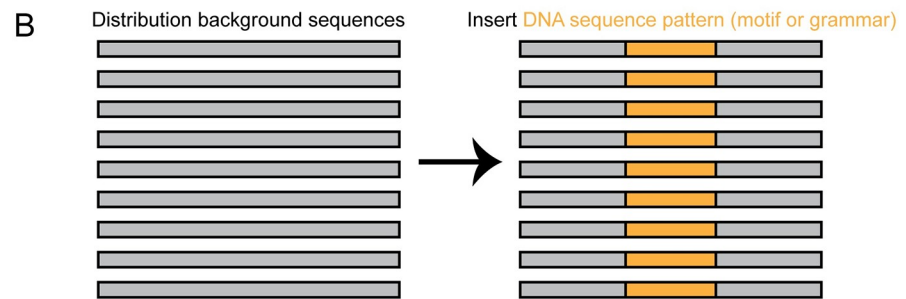 B
Distribution background sequences
Insert DNA sequence pattern (motif or grammar)